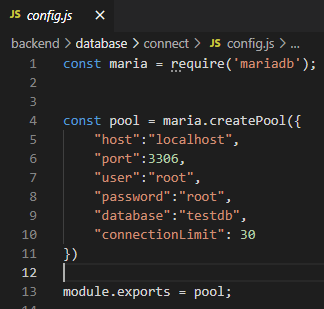 JS config.js ×
backend > database > connect > JS config.js > ...
1 const maria = require('mariadb');
2
3
4 const pool = maria.createPool({
5 "host":"localhost",
6 "port":3306,
7 "user":"root",
8 "password":"root",
9 "database":"testdb",
10 "connectionLimit": 30
11 })
12
13 module.exports = pool;